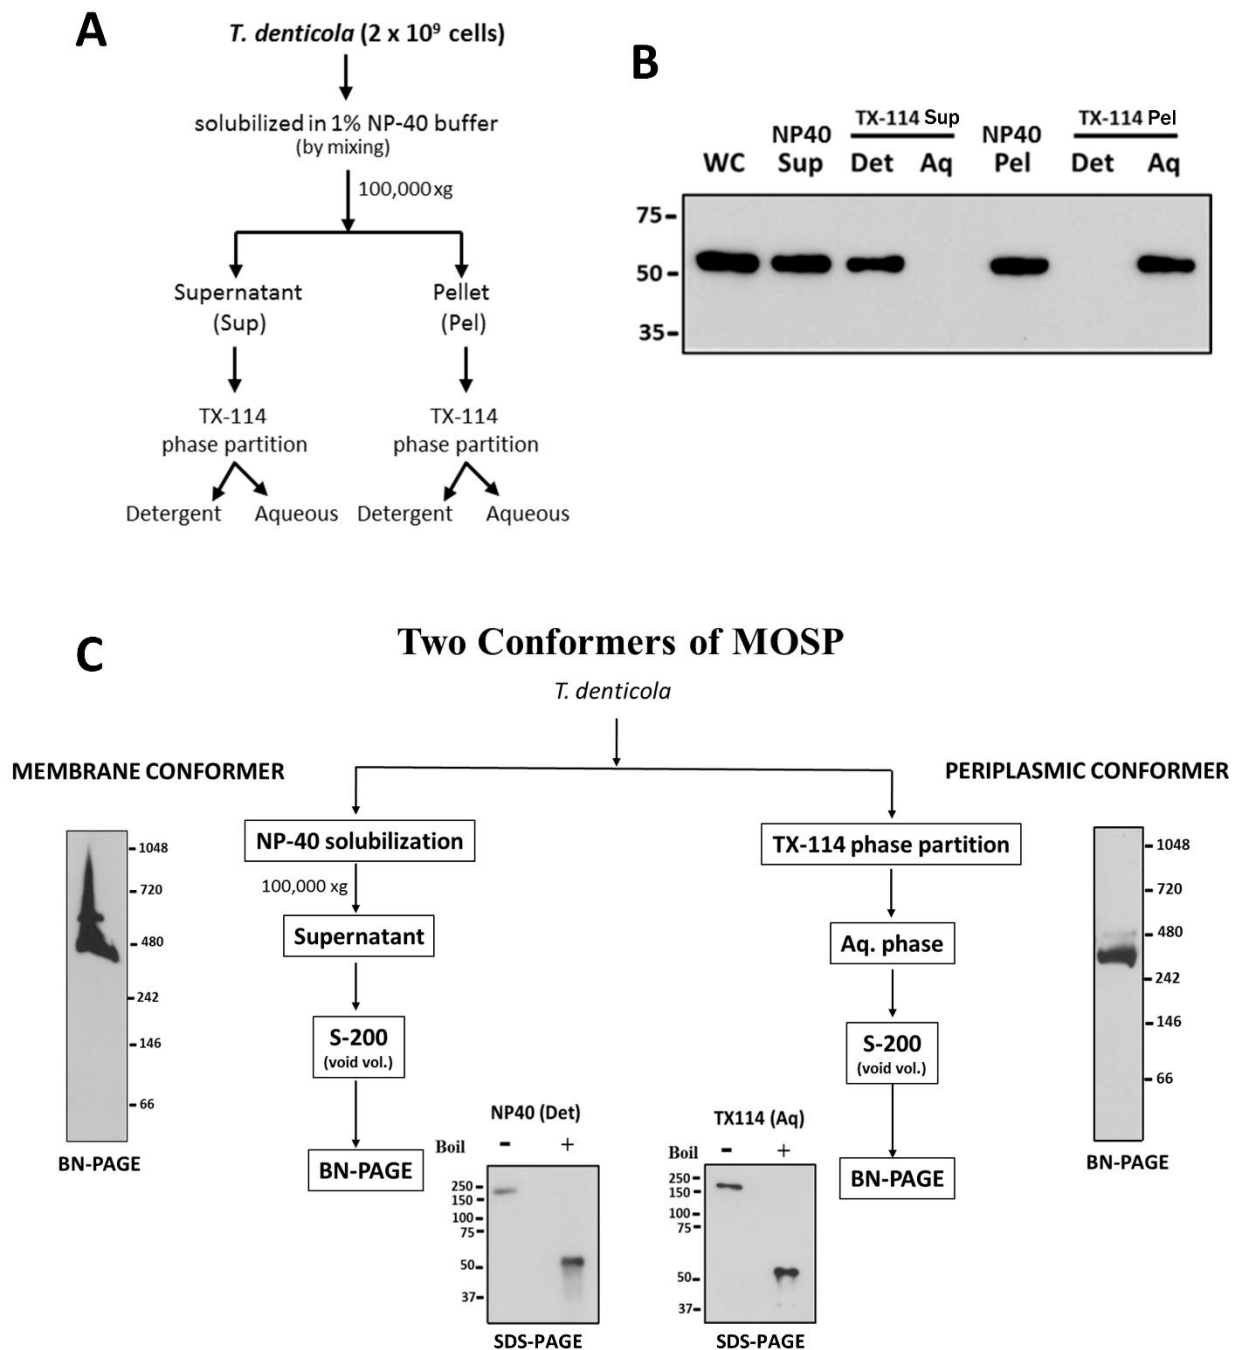 A
T. denticola (2 x 10⁹ cells)
solubilized in 1% NP-40 buffer
(by mixing)
100,000 xg
Supernatant
(Sup)
Pellet
(Pel)
TX-114
phase partition
TX-114
phase partition
Detergent Aqueous Detergent Aqueous
B
TX-114 Sup TX-114 Pel
NP40 NP40
WC Sup Det Aq Pel Det Aq
75
50
35
Two Conformers of MOSP
C
T. denticola
MEMBRANE CONFORMER
PERIPLASMIC CONFORMER
1048
720
480
242
146
66
BN-PAGE
NP-40 solubilization
100,000 xg
Supernatant
S-200
(void vol.)
BN-PAGE
NP40 (Det)
Boil - +
250
150
100
75
50
37
SDS-PAGE
TX114 (Aq)
Boil - +
250
150
100
75
50
37
SDS-PAGE
TX-114 phase partition
Aq. phase
S-200
(void vol.)
BN-PAGE
1048
720
480
242
146
66
BN-PAGE